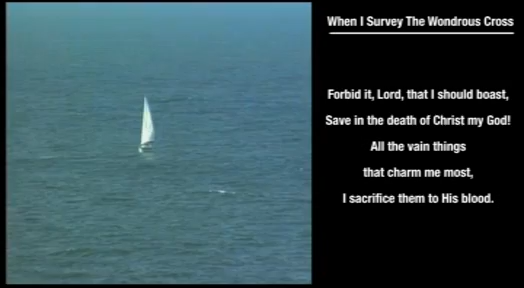 When I Survey The Wondrous Cross
Forbid it, Lord, that I should boast,
Save in the death of Christ my God!
All the vain things
that charm me most,
I sacrifice them to His blood.